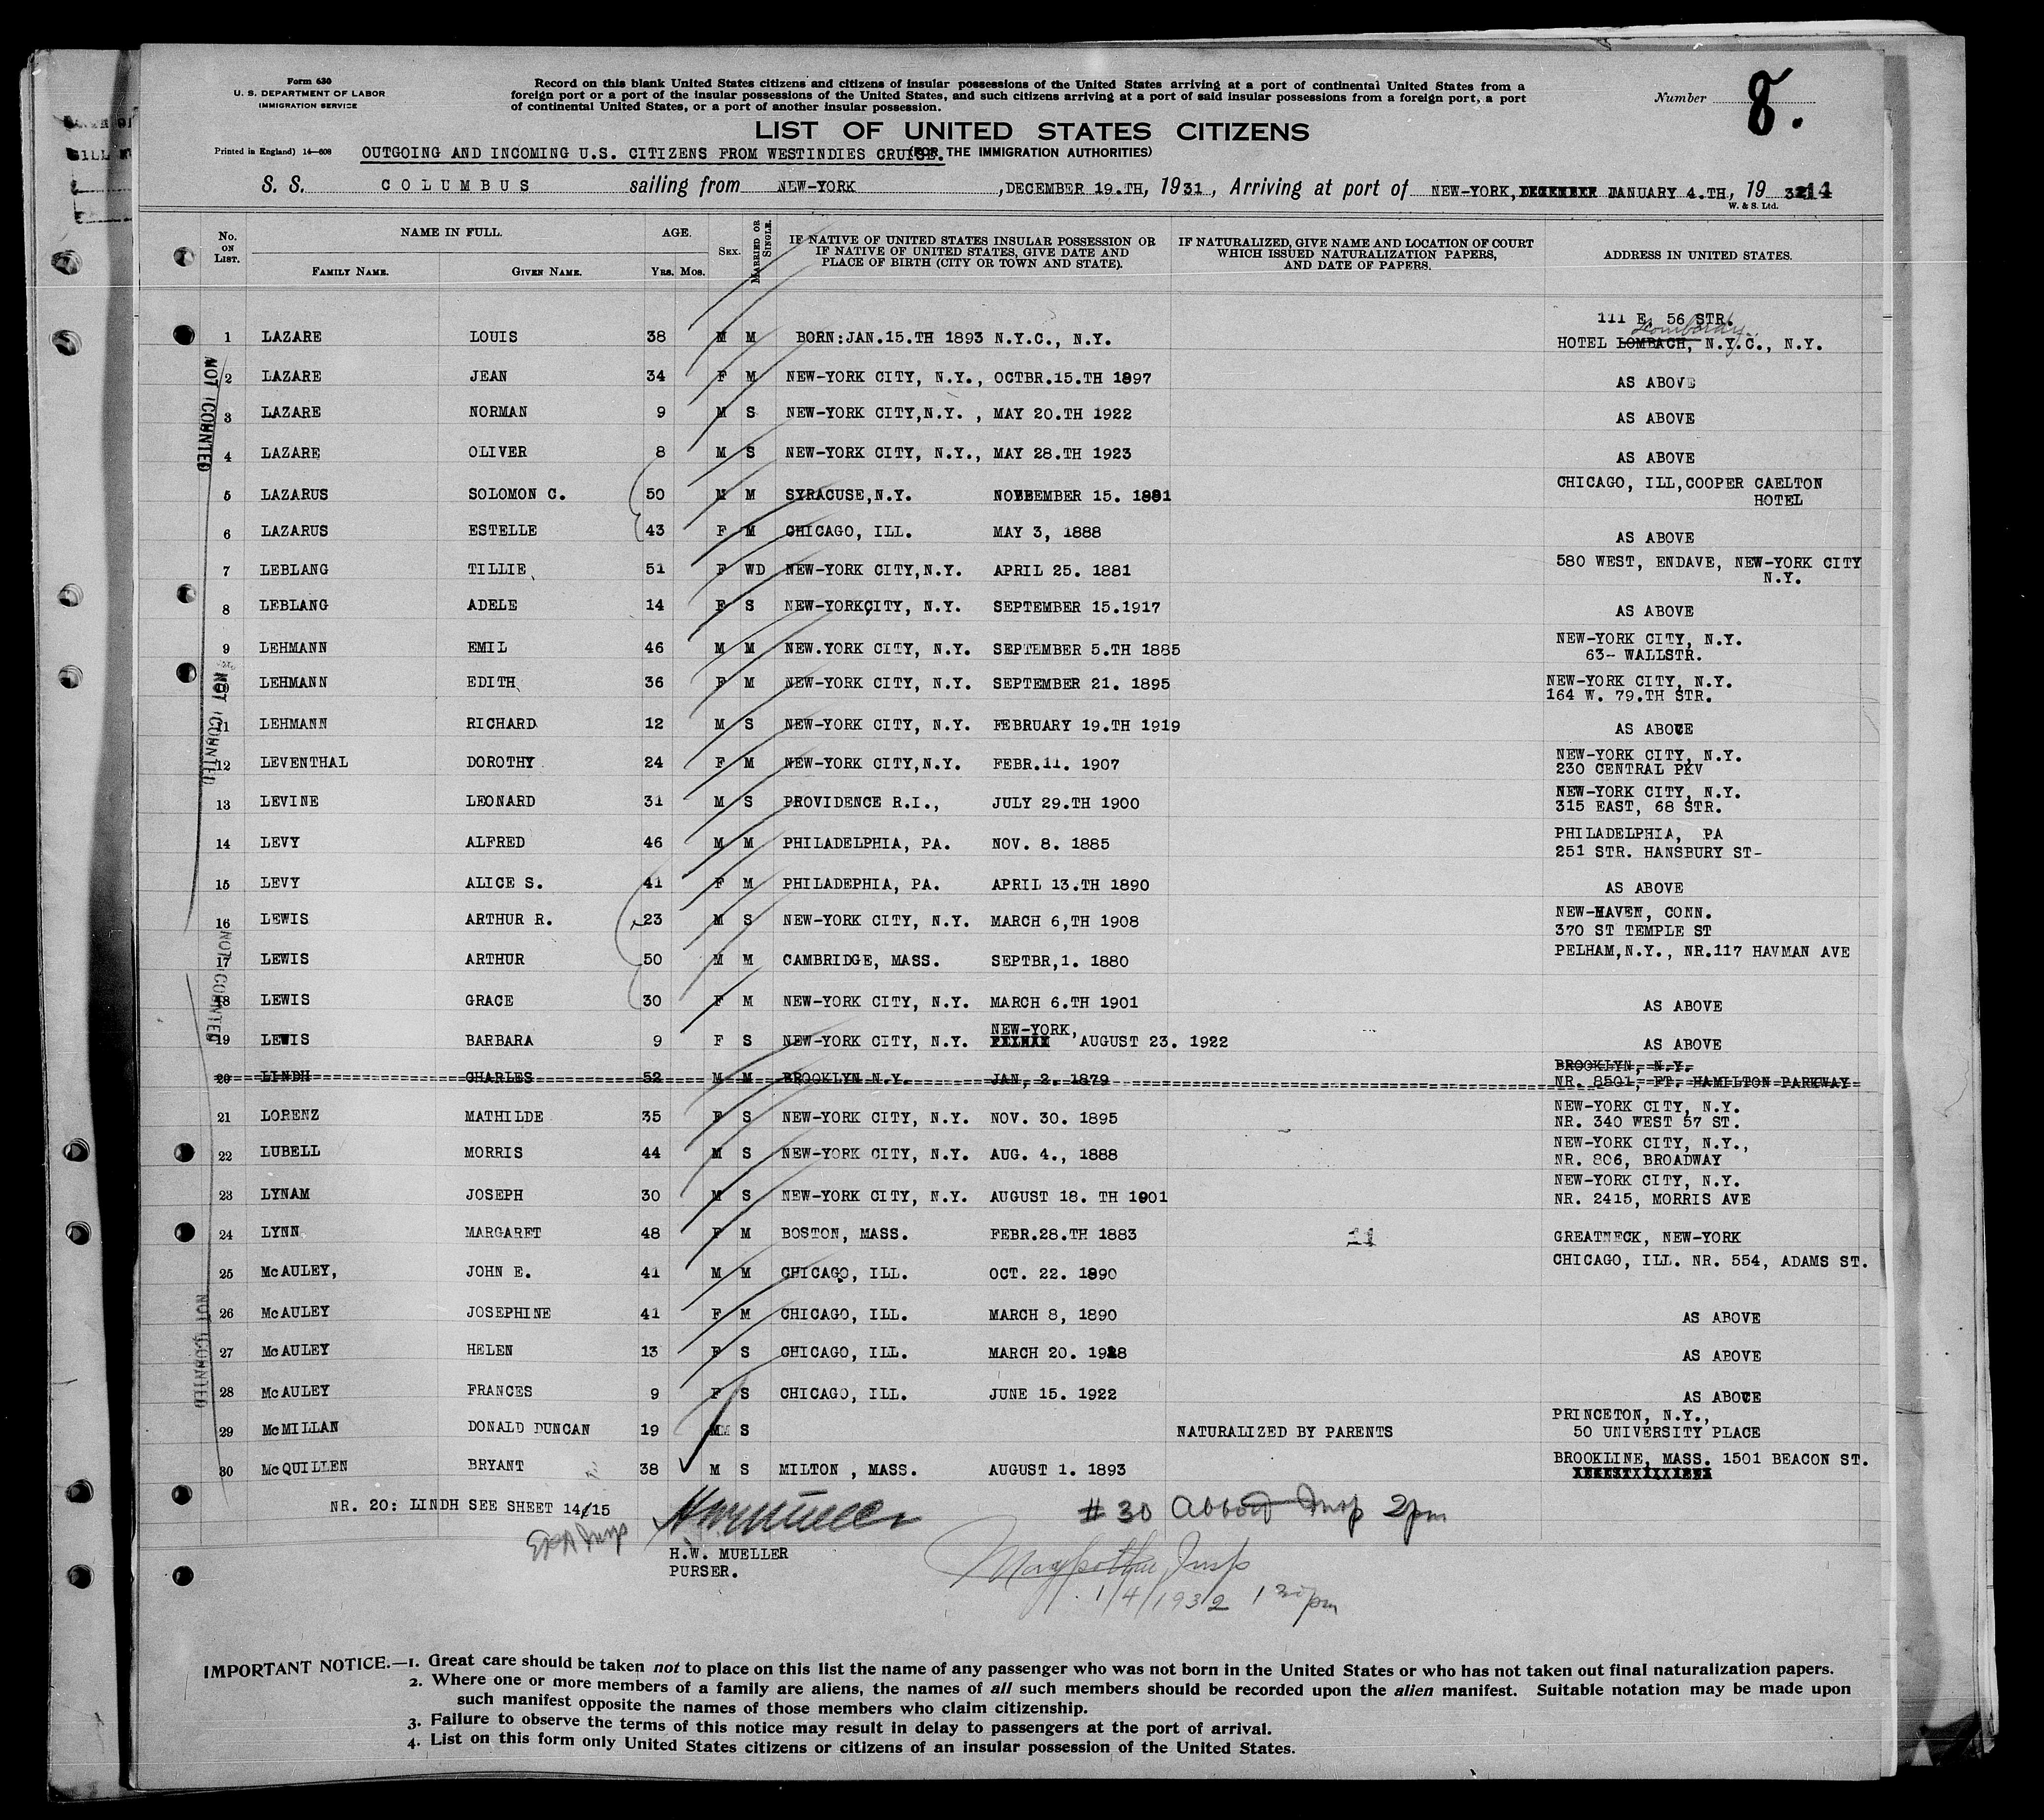 Form 630
U. S. DEPARTMENT OF LABOR
IMMIGRATION SERVICE
Record on this blank United States citizens and citizens of insular possessions of the United States arriving at a port of continental United States from a
foreign port or a port of the insular possessions of the United States, and such citizens arriving at a port of said insular possessions from a foreign port, a port
of continental United States, or a port of another insular possession.
Number 8.
LIST OF UNITED STATES CITIZENS
Printed in England) 14—608
OUTGOING AND INCOMING U.S. CITIZENS FROM WESTINDIES CRUISE. (FOR THE IMMIGRATION AUTHORITIES)
S. S. COLUMBUS sailing from NEW-YORK, DECEMBER 19.TH, 1931, Arriving at port of NEW-YORK, JANUARY 4.TH, 19 32
W. & S. Ltd.
No. ON LIST. NAME IN FULL. FAMILY NAME. GIVEN NAME. AGE. YRS. MOS. SEX. MARRIED OR SINGLE. IF NATIVE OF UNITED STATES INSULAR POSSESSION OR IF NATIVE OF UNITED STATES, GIVE DATE AND PLACE OF BIRTH (CITY OR TOWN AND STATE). IF NATURALIZED, GIVE NAME AND LOCATION OF COURT WHICH ISSUED NATURALIZATION PAPERS, AND DATE OF PAPERS. ADDRESS IN UNITED STATES.
111 E. 56 STR.
Lombardy
1 LAZARE LOUIS 38 M M BORN:JAN.15.TH 1893 N.Y.C., N.Y. HOTEL LOMBACH, N.Y.C., N.Y.
2 LAZARE JEAN 34 F M NEW-YORK CITY, N.Y., OCTBR.15.TH 1897 AS ABOVE
3 LAZARE NORMAN 9 M S NEW-YORK CITY,N.Y. , MAY 20.TH 1922 AS ABOVE
4 LAZARE OLIVER 8 M S NEW-YORK CITY, N.Y., MAY 28.TH 1923 AS ABOVE
5 LAZARUS SOLOMON C. 50 M M SYRACUSE,N.Y. NOVEMBER 15. 1881 CHICAGO, ILL,COOPER CAELTON
HOTEL
6 LAZARUS ESTELLE 43 F M CHICAGO, ILL. MAY 3, 1888 AS ABOVE
7 LEBLANG TILLIE 51 F WD NEW-YORK CITY,N.Y. APRIL 25. 1881 580 WEST, ENDAVE, NEW-YORK CITY
N.Y.
8 LEBLANG ADELE 14 F S NEW-YORK CITY, N.Y. SEPTEMBER 15.1917 AS ABOVE
9 LEHMANN EMIL 46 M M NEW.YORK CITY, N.Y. SEPTEMBER 5.TH 1885 NEW-YORK CITY, N.Y.
63- WALLSTR.
LEHMANN EDITH 36 F M NEW-YORK CITY, N.Y. SEPTEMBER 21. 1895 NEW-YORK CITY, N.Y.
164 W. 79.TH STR.
11 LEHMANN RICHARD 12 M S NEW-YORK CITY, N.Y. FEBRUARY 19.TH 1919 AS ABOCE
12 LEVENTHAL DOROTHY 24 F M NEW-YORK CITY,N.Y. FEBR.11. 1907 NEW-YORK CITY, N.Y.
230 CENTRAL PKV
13 LEVINE LEONARD 31 M S PROVIDENCE R.I., JULY 29.TH 1900 NEW-YORK CITY, N.Y.
315 EAST, 68 STR.
14 LEVY ALFRED 46 M M PHILADELPHIA, PA. NOV. 8. 1885 PHILADELPHIA, PA
251 STR. HANSBURY ST-
15 LEVY ALICE S. 41 F M PHILADEPHIA, PA. APRIL 13.TH 1890 AS ABOVE
16 LEWIS ARTHUR R. 23 M S NEW-YORK CITY, N.Y. MARCH 6,TH 1908 NEW-HAVEN, CONN.
370 ST TEMPLE ST
17 LEWIS ARTHUR 50 M M CAMBRIDGE, MASS. SEPTBR,1. 1880 PELHAM,N.Y., NR.117 HAVMAN AVE
18 LEWIS GRACE 30 F M NEW-YORK CITY, N.Y. MARCH 6.TH 1901 AS ABOVE
NEW-YORK,
19 LEWIS BARBARA 9 F S NEW-YORK CITY, N.Y. PELHAM AUGUST 23. 1922 AS ABOVE
20 LINDH CHARLES 52 M M BROOKLYN N.Y. JAN, 2. 1879 BROOKLYN, N.Y.
NR. 8501, FT. HAMILTON PARKWAY
21 LORENZ MATHILDE 35 F S NEW-YORK CITY, N.Y. NOV. 30. 1895 NEW-YORK CITY, N.Y.
NR. 340 WEST 57 ST.
22 LUBELL MORRIS 44 M S NEW-YORK CITY, N.Y. AUG. 4., 1888 NEW-YORK CITY, N.Y.,
NR. 806, BROADWAY
23 LYNAM JOSEPH 30 M S NEW-YORK CITY, N.Y. AUGUST 18. TH 1901 NEW-YORK CITY, N.Y.
NR. 2415, MORRIS AVE
24 LYNN MARGARET 48 F M BOSTON, MASS. FEBR.28.TH 1883 11 GREATNECK, NEW-YORK
25 McAULEY, JOHN E. 41 M M CHICAGO, ILL. OCT. 22. 1890 CHICAGO, ILL. NR. 554, ADAMS ST.
26 McAULEY JOSEPHINE 41 F M CHICAGO, ILL. MARCH 8, 1890 AS ABOVE
27 McAULEY HELEN 13 F S CHICAGO, ILL. MARCH 20. 1918 AS ABOVE
28 McAULEY FRANCES 9 F S CHICAGO, ILL. JUNE 15. 1922 AS ABOCE
29 McMILLAN DONALD DUNCAN 19 M S NATURALIZED BY PARENTS PRINCETON, N.Y.,
50 UNIVERSITY PLACE
30 McQUILLEN BRYANT 38 M S MILTON , MASS. AUGUST 1. 1893 BROOKLINE, MASS. 1501 BEACON ST.
NOT COUNTED
NOT COUNTED
NOT COUNTED
NOT COUNTED
NR. 20: LINDH SEE SHEET 14/15
HWMueller
# 30 Abbott Insp 2pm
H.W. MUELLER
PURSER.
Insp
1/4/1932 1 30 pm
IMPORTANT NOTICE.—1. Great care should be taken not to place on this list the name of any passenger who was not born in the United States or who has not taken out final naturalization papers.
2. Where one or more members of a family are aliens, the names of all such members should be recorded upon the alien manifest. Suitable notation may be made upon
such manifest opposite the names of those members who claim citizenship.
3. Failure to observe the terms of this notice may result in delay to passengers at the port of arrival.
4. List on this form only United States citizens or citizens of an insular possession of the United States.